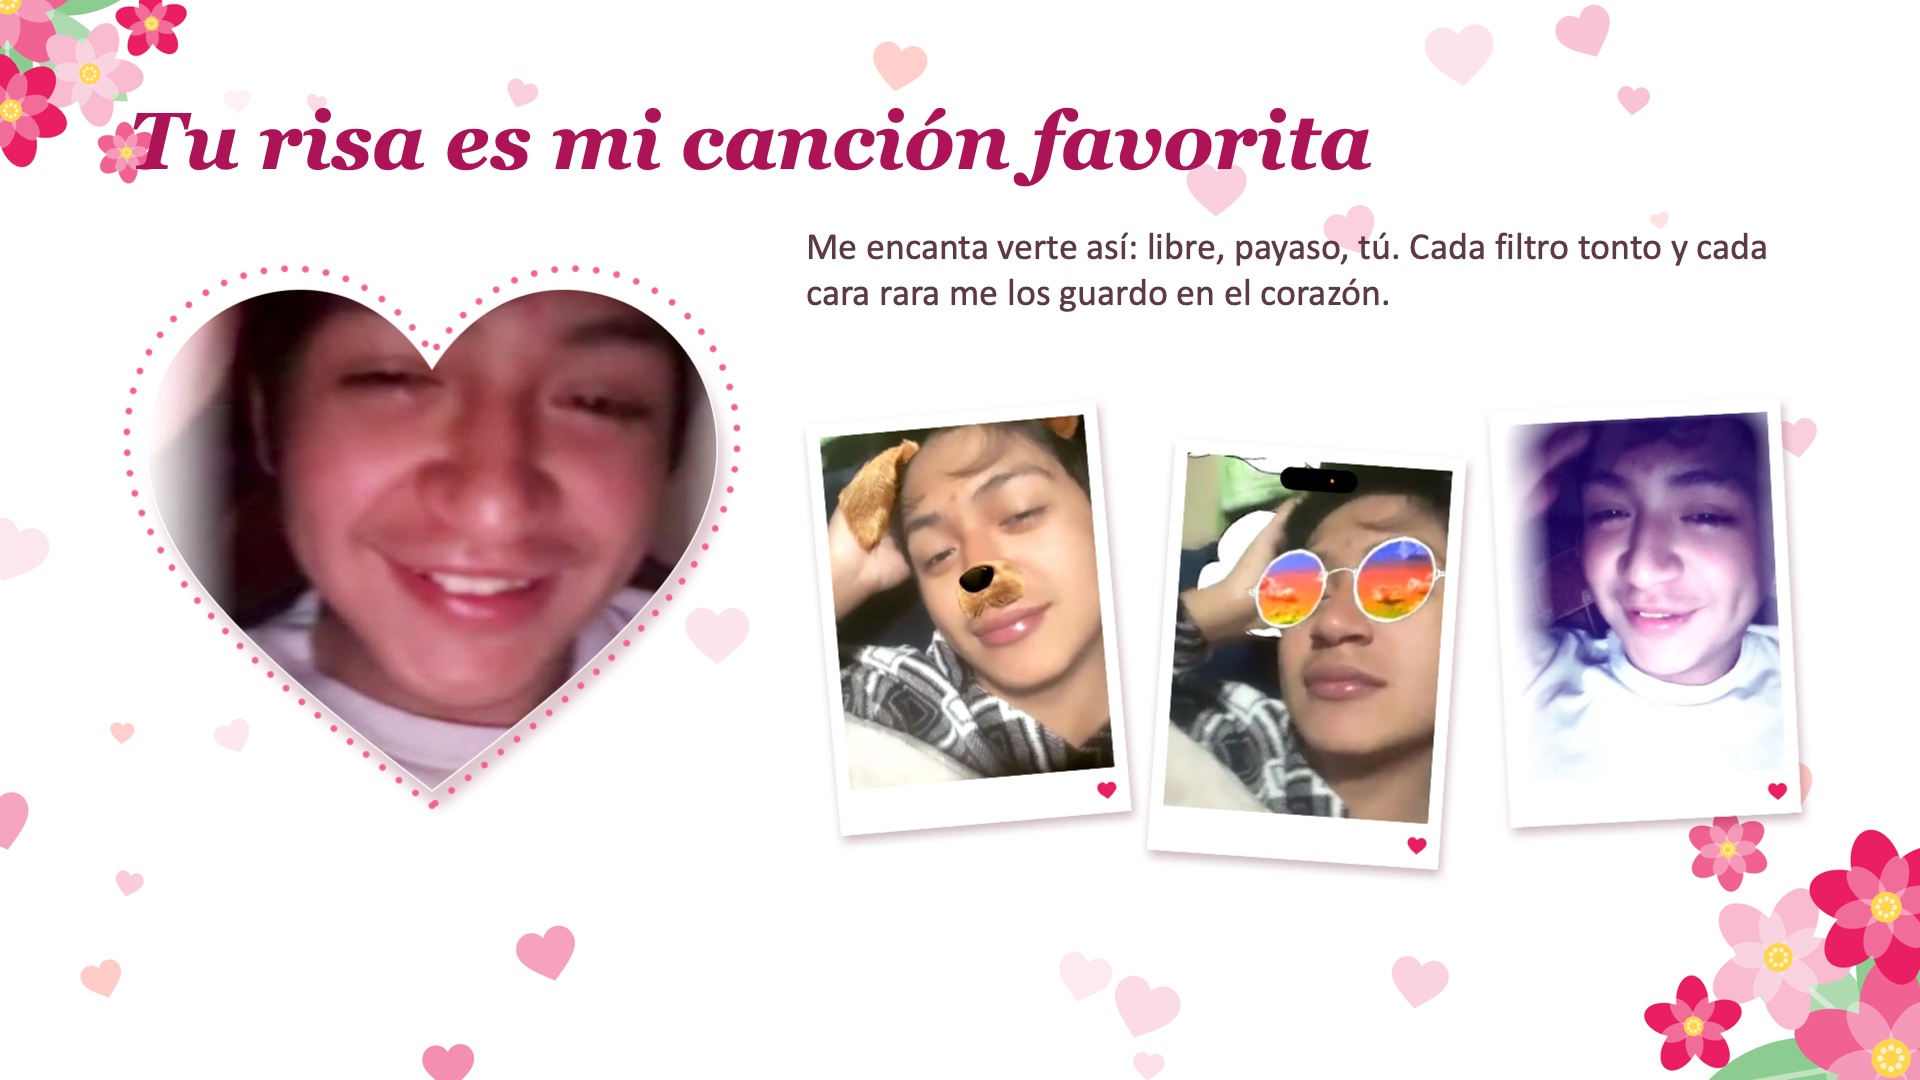 Tu risa es mi canción favorita
Me encanta verte así: libre, payaso, tú. Cada filtro tonto y cada
cara rara me los guardo en el corazón.